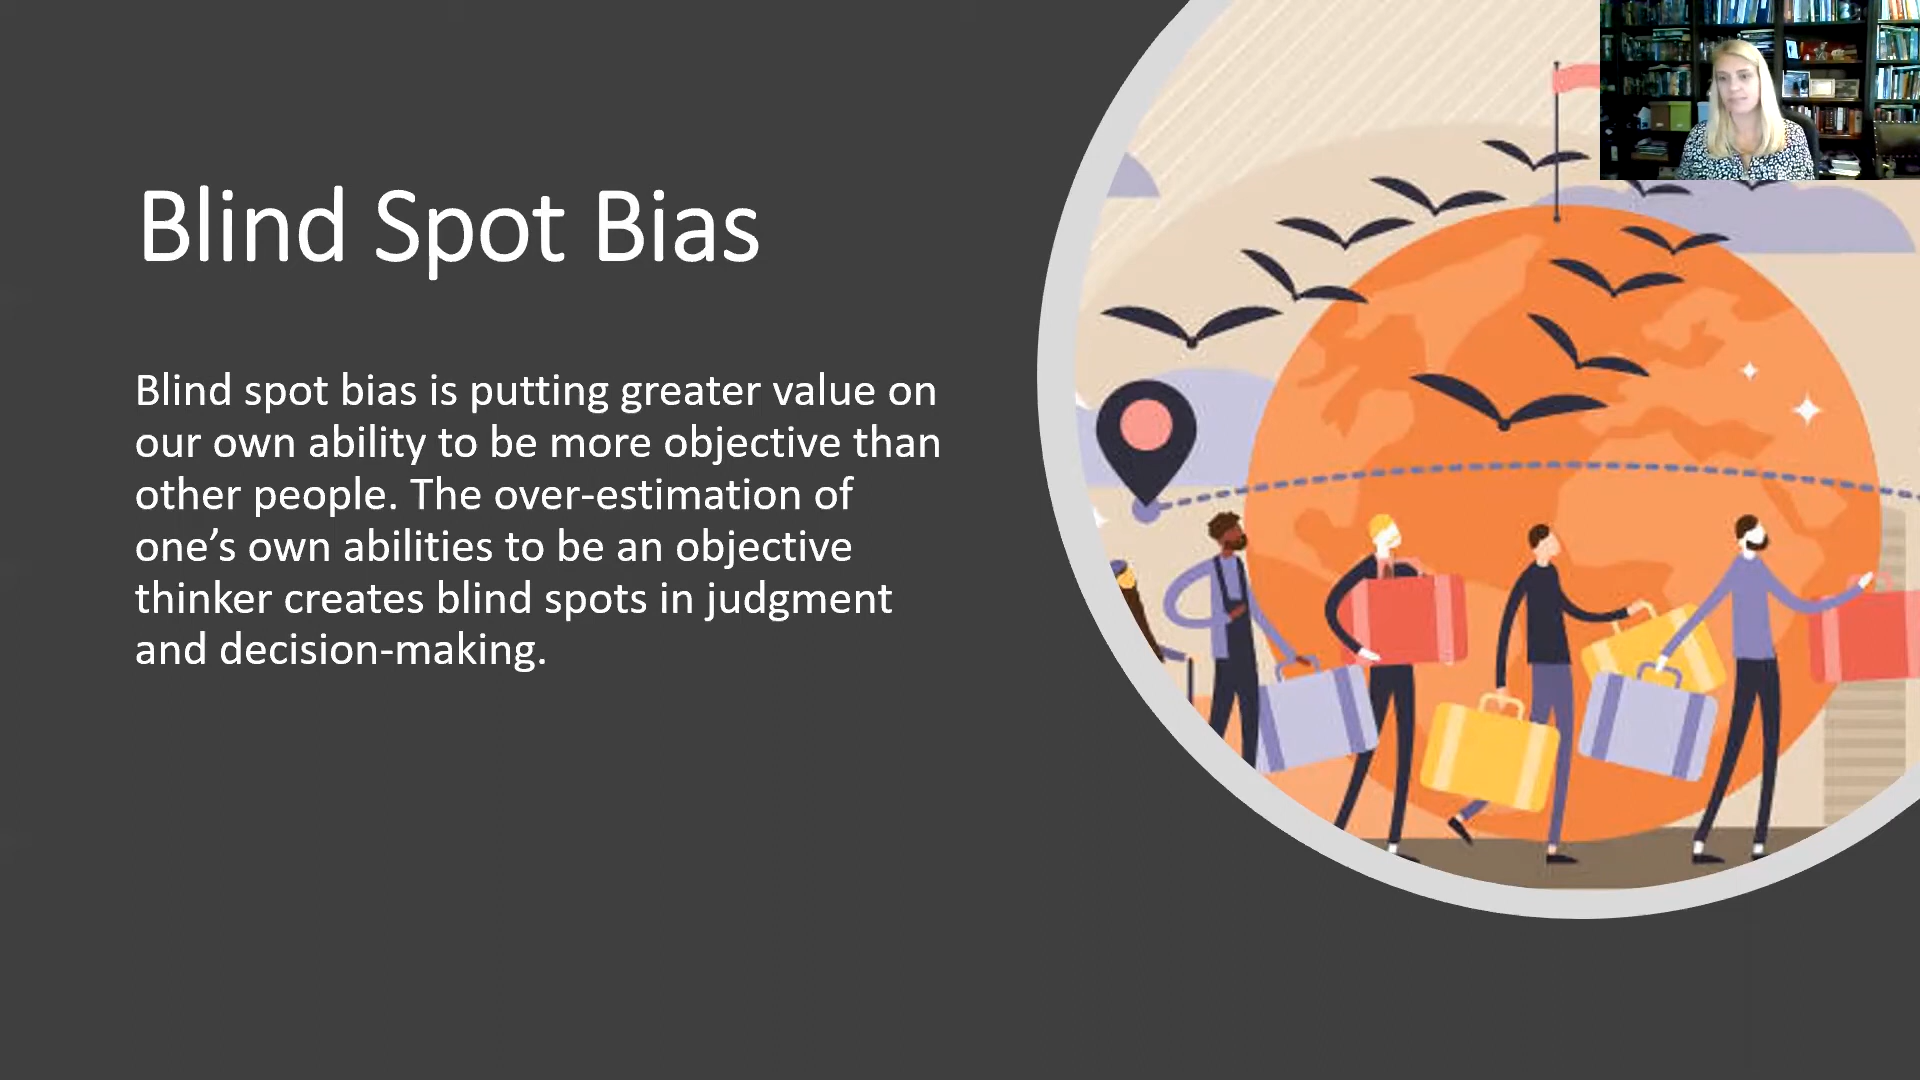 Blind Spot Bias
Blind spot bias is putting greater value on
our own ability to be more objective than
other people. The over-estimation of
one’s own abilities to be an objective
thinker creates blind spots in judgment
and decision-making.